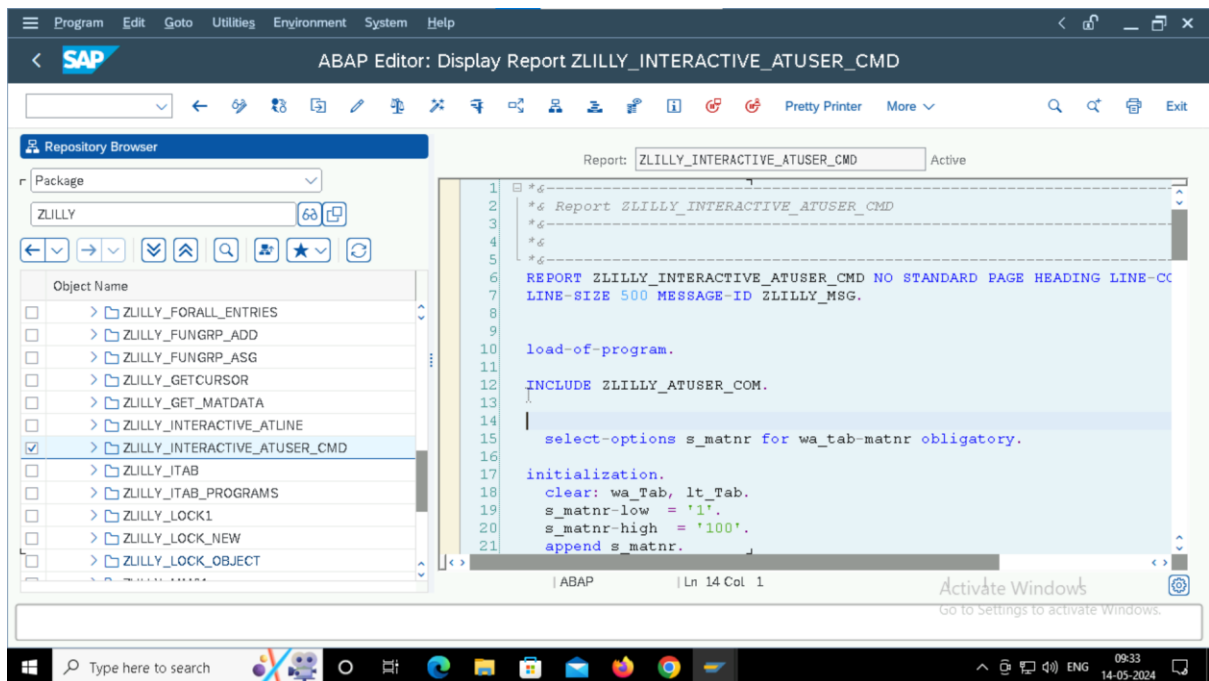 Program Edit Goto Utilities Environment System Help
SAP ABAP Editor: Display Report ZLILLY_INTERACTIVE_ATUSER_CMD
Pretty Printer More Exit
Repository Browser
Package
ZLILLY
Object Name
ZLILLY_FORALL_ENTRIES
ZLILLY_FUNGRP_ADD
ZLILLY_FUNGRP_ASG
ZLILLY_GETCURSOR
ZLILLY_GET_MATDATA
ZLILLY_INTERACTIVE_ATLINE
ZLILLY_INTERACTIVE_ATUSER_CMD
ZLILLY_ITAB
ZLILLY_ITAB_PROGRAMS
ZLILLY_LOCK1
ZLILLY_LOCK_NEW
ZLILLY_LOCK_OBJECT
Report: ZLILLY_INTERACTIVE_ATUSER_CMD Active
1 *&---------------------------------------------------------------------
2 *& Report ZLILLY_INTERACTIVE_ATUSER_CMD
3 *&---------------------------------------------------------------------
4 *&
5 *&---------------------------------------------------------------------
6 REPORT ZLILLY_INTERACTIVE_ATUSER_CMD NO STANDARD PAGE HEADING LINE-CO
7 LINE-SIZE 500 MESSAGE-ID ZLILLY_MSG.
8
9
10 load-of-program.
11
12 INCLUDE ZLILLY_ATUSER_COM.
13
14
15 select-options s_matnr for wa_tab-matnr obligatory.
16
17 initialization.
18 clear: wa_Tab, lt_Tab.
19 s_matnr-low = '1'.
20 s_matnr-high = '100'.
21 append s_matnr.
ABAP Ln 14 Col 1
Activate Windows
Go to Settings to activate Windows.
Type here to search
ENG
09:33
14-05-2024